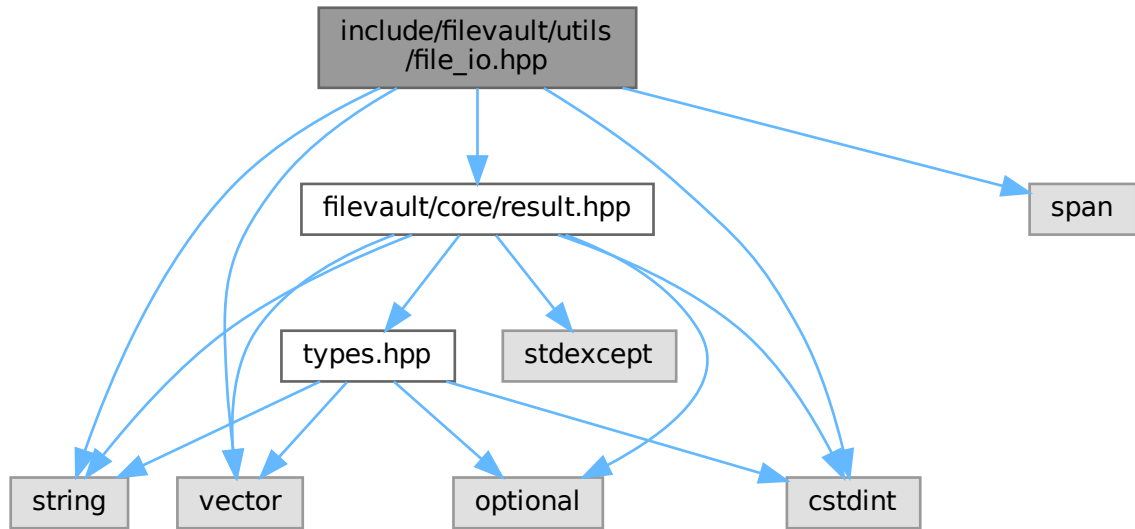 include/filevault/utils
/file_io.hpp
filevault/core/result.hpp
span
types.hpp
stdexcept
string
vector
optional
cstdint